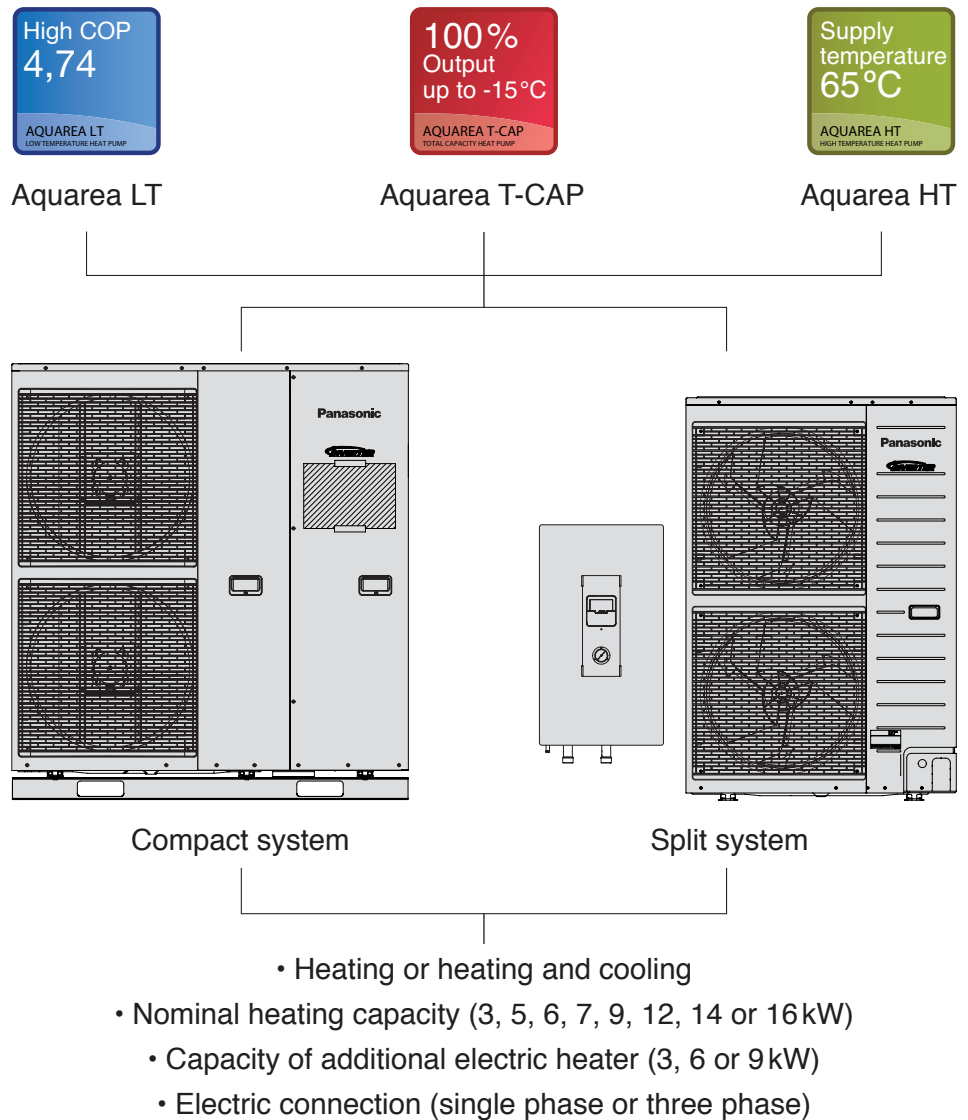 High COP
4,74
AQUAREA LT
LOW TEMPERATURE HEAT PUMP
100%
Output
up to -15°C
AQUAREA T-CAP
TOTAL CAPACITY HEAT PUMP
Supply
temperature
65°C
AQUAREA HT
HIGH TEMPERATURE HEAT PUMP
Aquarea LT
Aquarea T-CAP
Aquarea HT
Panasonic
INVERTER
Panasonic
INVERTER
Compact system
Split system
• Heating or heating and cooling
• Nominal heating capacity (3, 5, 6, 7, 9, 12, 14 or 16 kW)
• Capacity of additional electric heater (3, 6 or 9 kW)
• Electric connection (single phase or three phase)